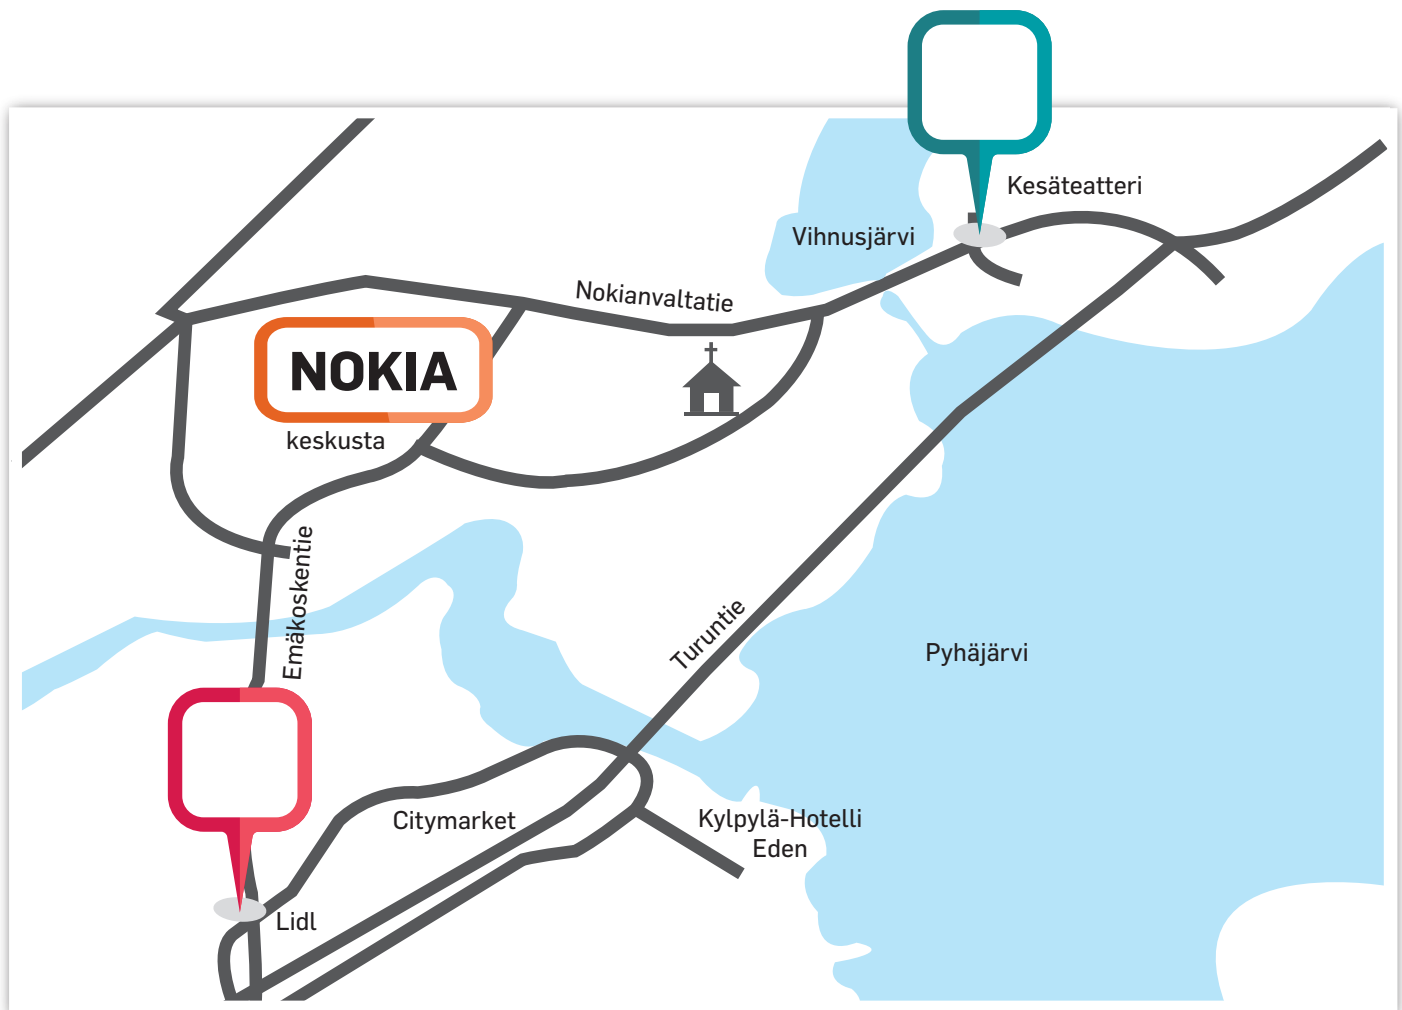 Kesäteatteri
Vihnusjärvi
Nokianvaltatie
NOKIA
keskusta
Emäkoskentie
Turuntie
Pyhäjärvi
Citymarket
Kylpylä-Hotelli
Eden
Lidl